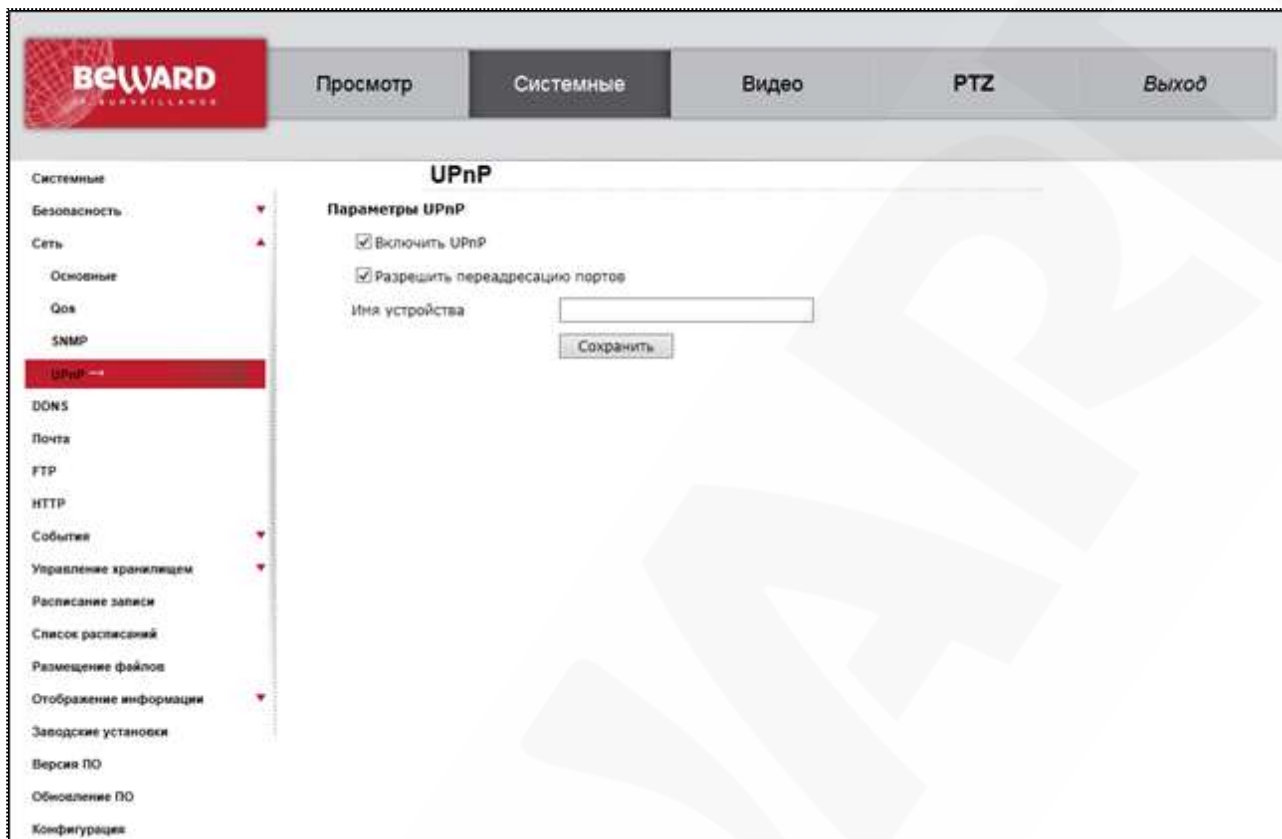 BEWARD
IP SURVEILLANCE
Просмотр
Системные
Видео
PTZ
Выход
UPnP
Параметры UPnP
Включить UPnP
Разрешить переадресацию портов
Имя устройства
Сохранить
Системные
Безопасность
Сеть
Основные
Qos
SNMP
UPnP
DDNS
Почта
FTP
HTTP
События
Управление хранилищем
Расписание записи
Список расписаний
Размещение файлов
Отображение информации
Заводские установки
Версия ПО
Обновление ПО
Конфигурация